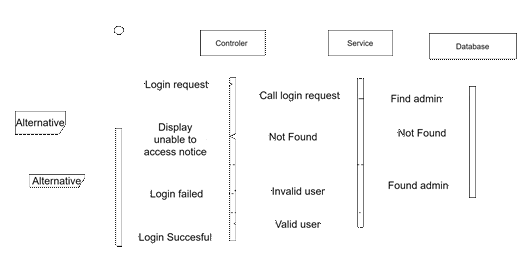 Controler
Service
Database
Login request
Call login request
Find admin
Alternative
Display
unable to
access notice
Not Found
Not Found
Alternative
Login failed
Invalid user
Found admin
Valid user
Login Succesful